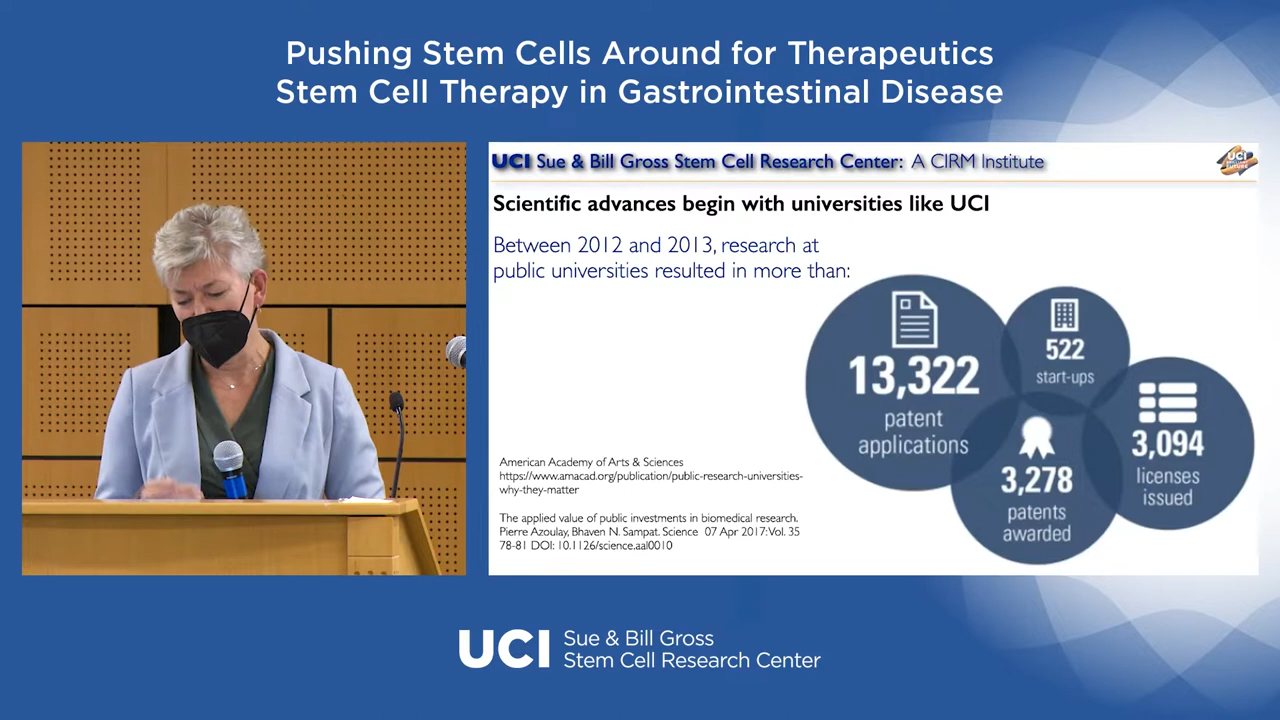 Pushing Stem Cells Around for Therapeutics
Stem Cell Therapy in Gastrointestinal Disease
UCI Sue & Bill Gross Stem Cell Research Center: A CIRM Institute
UCI
BRILLIANT
FUTURE
Scientific advances begin with universities like UCI
Between 2012 and 2013, research at
public universities resulted in more than:
13,322
patent
applications
522
start-ups
3,094
licenses
issued
3,278
patents
awarded
American Academy of Arts & Sciences
https://www.amacad.org/publication/public-research-universities-
why-they-matter
The applied value of public investments in biomedical research.
Pierre Azoulay, Bhaven N. Sampat. Science 07 Apr 2017: Vol. 35
78-81 DOI: 10.1126/science.aal0010
UCI Sue & Bill Gross
Stem Cell Research Center